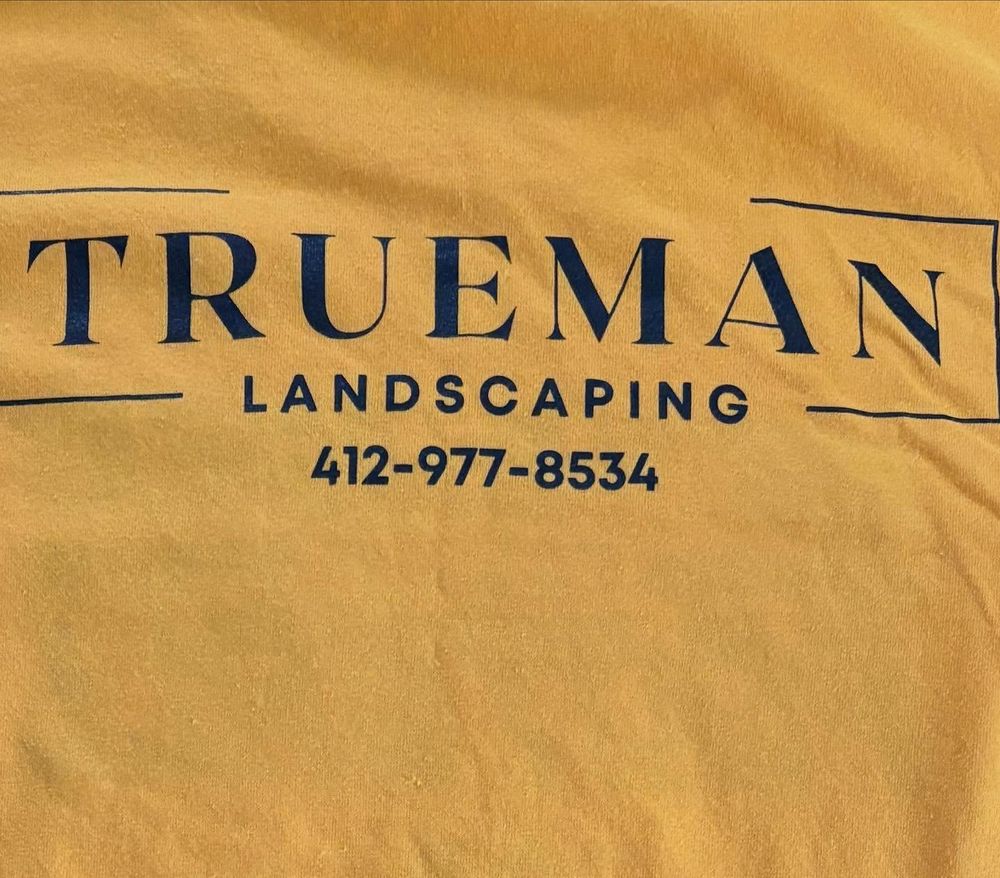 TRUEMAN
LANDSCAPING
412-977-8534